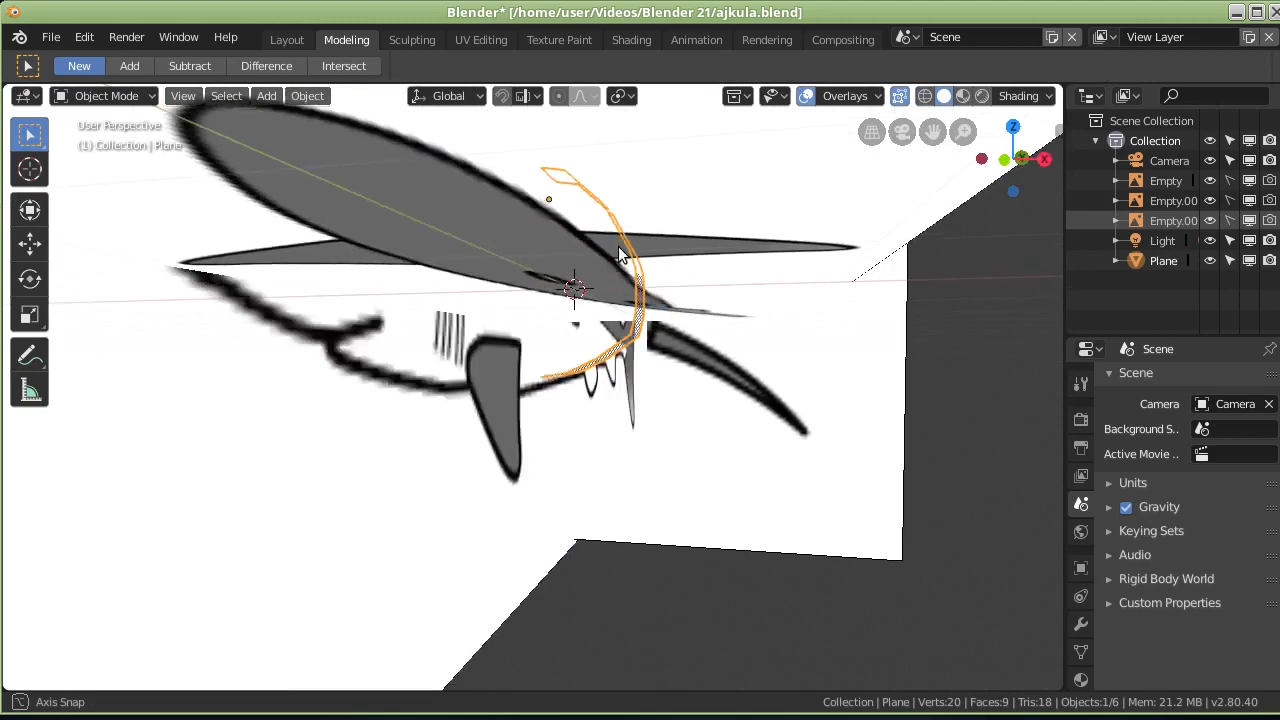 Blender* [/home/user/Videos/Blender 21/ajkula.blend]
File Edit Render Window Help Layout Modeling Sculpting UV Editing Texture Paint Shading Animation Rendering Compositing Scene View Layer
New Add Subtract Difference Intersect
Object Mode View Select Add Object Global Overlays Shading
User Perspective
(1) Collection | Plane
Z
X
Scene Collection
Collection
Camera
Empty
Empty.00
Empty.00
Light
Plane
Scene
Scene
Camera Camera
Background S..
Active Movie ..
Units
Gravity
Keying Sets
Audio
Rigid Body World
Custom Properties
Axis Snap
Collection | Plane | Verts:20 | Faces:9 | Tris:18 | Objects:1/6 | Mem: 21.2 MB | v2.80.40